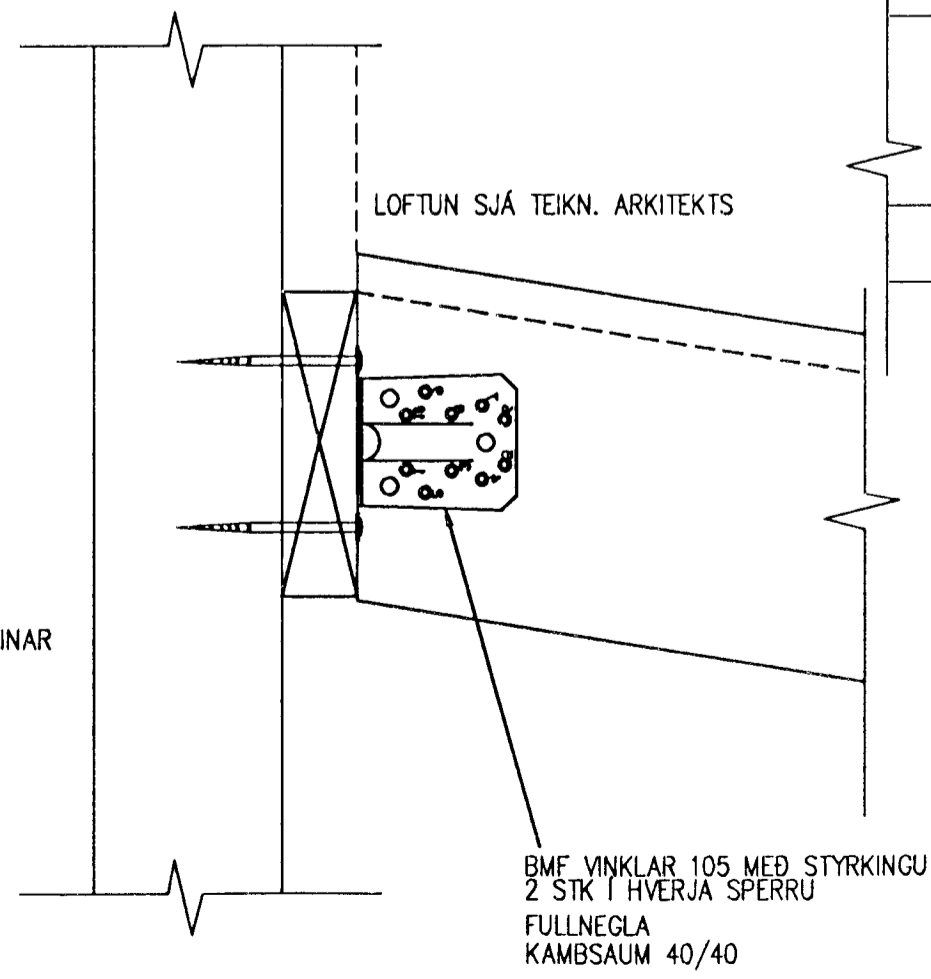 LOFTUN SJÁ TEIKN. ARKITEKTS
INAR
BMF VINKLAR 105 MEÐ STYRKINGU
2 STK Í HVERJA SPERRU
FULLNEGLA
KAMBSAUM 40/40